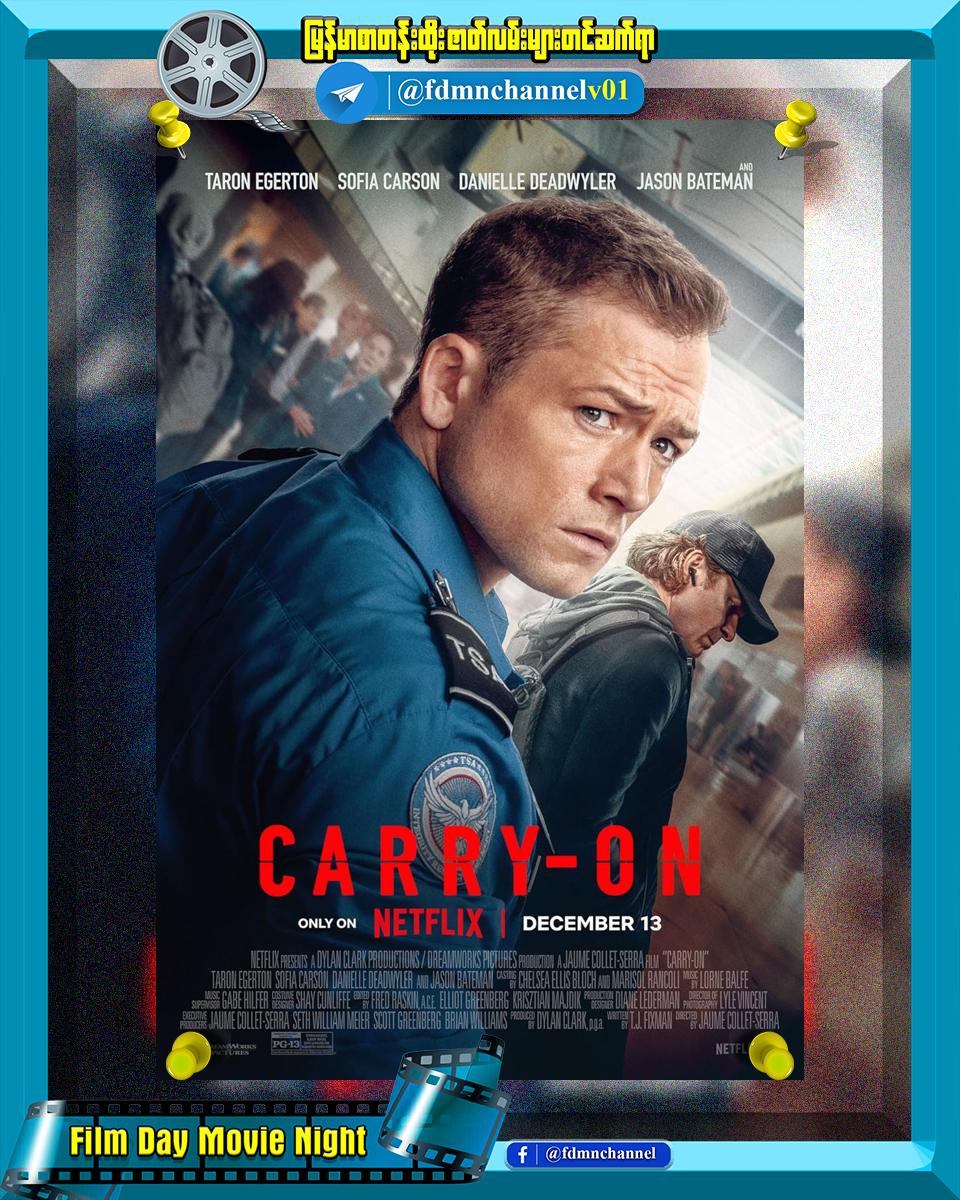 မြန်မာစာတန်းထိုးဇာတ်လမ်းများတင်ဆက်ရာ
@fdmnchannelv01
TARON EGERTON SOFIA CARSON DANIELLE DEADWYLER AND JASON BATEMAN
TSA
TSA
CARRY-ON
ONLY ON NETFLIX | DECEMBER 13
NETFLIX PRESENTS A DYLAN CLARK PRODUCTIONS / DREAMWORKS PICTURES PRODUCTION A JAUME COLLET-SERRA FILM "CARRY-ON"
TARON EGERTON SOFIA CARSON DANIELLE DEADWYLER AND JASON BATEMAN CASTING BY CHELSEA ELLIS BLOCH AND MARISOL RANCOLI MUSIC BY LORNE BALFE
MUSIC SUPERVISOR GABE HILFER COSTUME DESIGNER SHAY CUNLIFFE EDITED BY FRED RASKIN, A.C.E. ELLIOT GREENBERG KRISZTIAN MAJDIK PRODUCTION DESIGNER DIANE LEDERMAN DIRECTOR OF PHOTOGRAPHY LYLE VINCENT
EXECUTIVE PRODUCERS JAUME COLLET-SERRA SETH WILLIAM MEIER SCOTT GREENBERG BRIAN WILLIAMS PRODUCED BY DYLAN CLARK, p.g.a. WRITTEN BY T.J. FIXMAN DIRECTED BY JAUME COLLET-SERRA
PG-13
Film Day Movie Night
@fdmnchannel